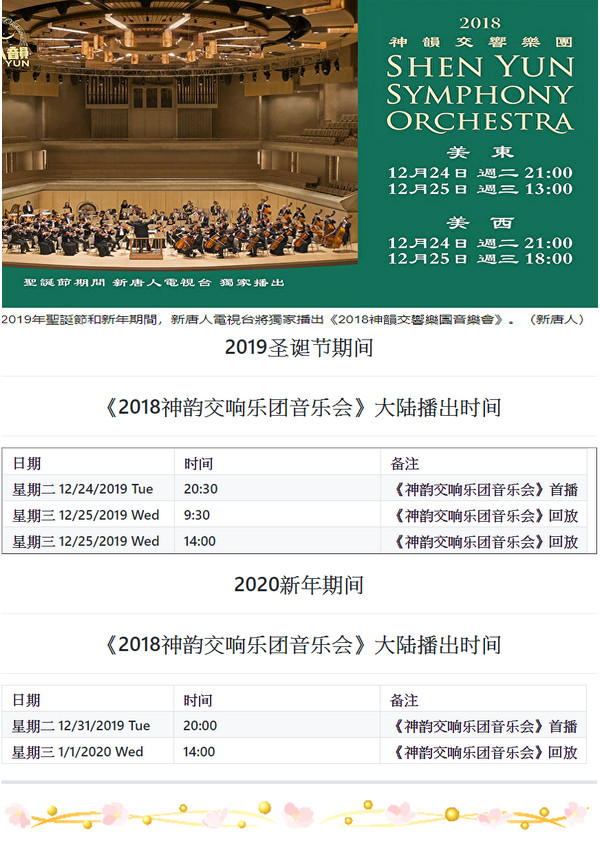 音
YUN
2018
神韻交響樂團
SHEN YUN
SYMPHONY
ORCHESTRA
美 東
12月24日 週二 21:00
12月25日 週三 13:00
美 西
12月24日 週二 21:00
12月25日 週三 18:00
聖誕節期間 新唐人電視台 獨家播出
2019年聖誕節和新年期間，新唐人電視台將獨家播出《2018神韻交響樂團音樂會》。（新唐人）
2019圣诞节期间
《2018神韵交响乐团音乐会》大陆播出时间
日期 时间 备注
星期二 12/24/2019 Tue 20:30 《神韵交响乐团音乐会》首播
星期三 12/25/2019 Wed 9:30 《神韵交响乐团音乐会》回放
星期三 12/25/2019 Wed 14:00 《神韵交响乐团音乐会》回放
2020新年期间
《2018神韵交响乐团音乐会》大陆播出时间
日期 时间 备注
星期二 12/31/2019 Tue 20:00 《神韵交响乐团音乐会》首播
星期三 1/1/2020 Wed 14:00 《神韵交响乐团音乐会》回放